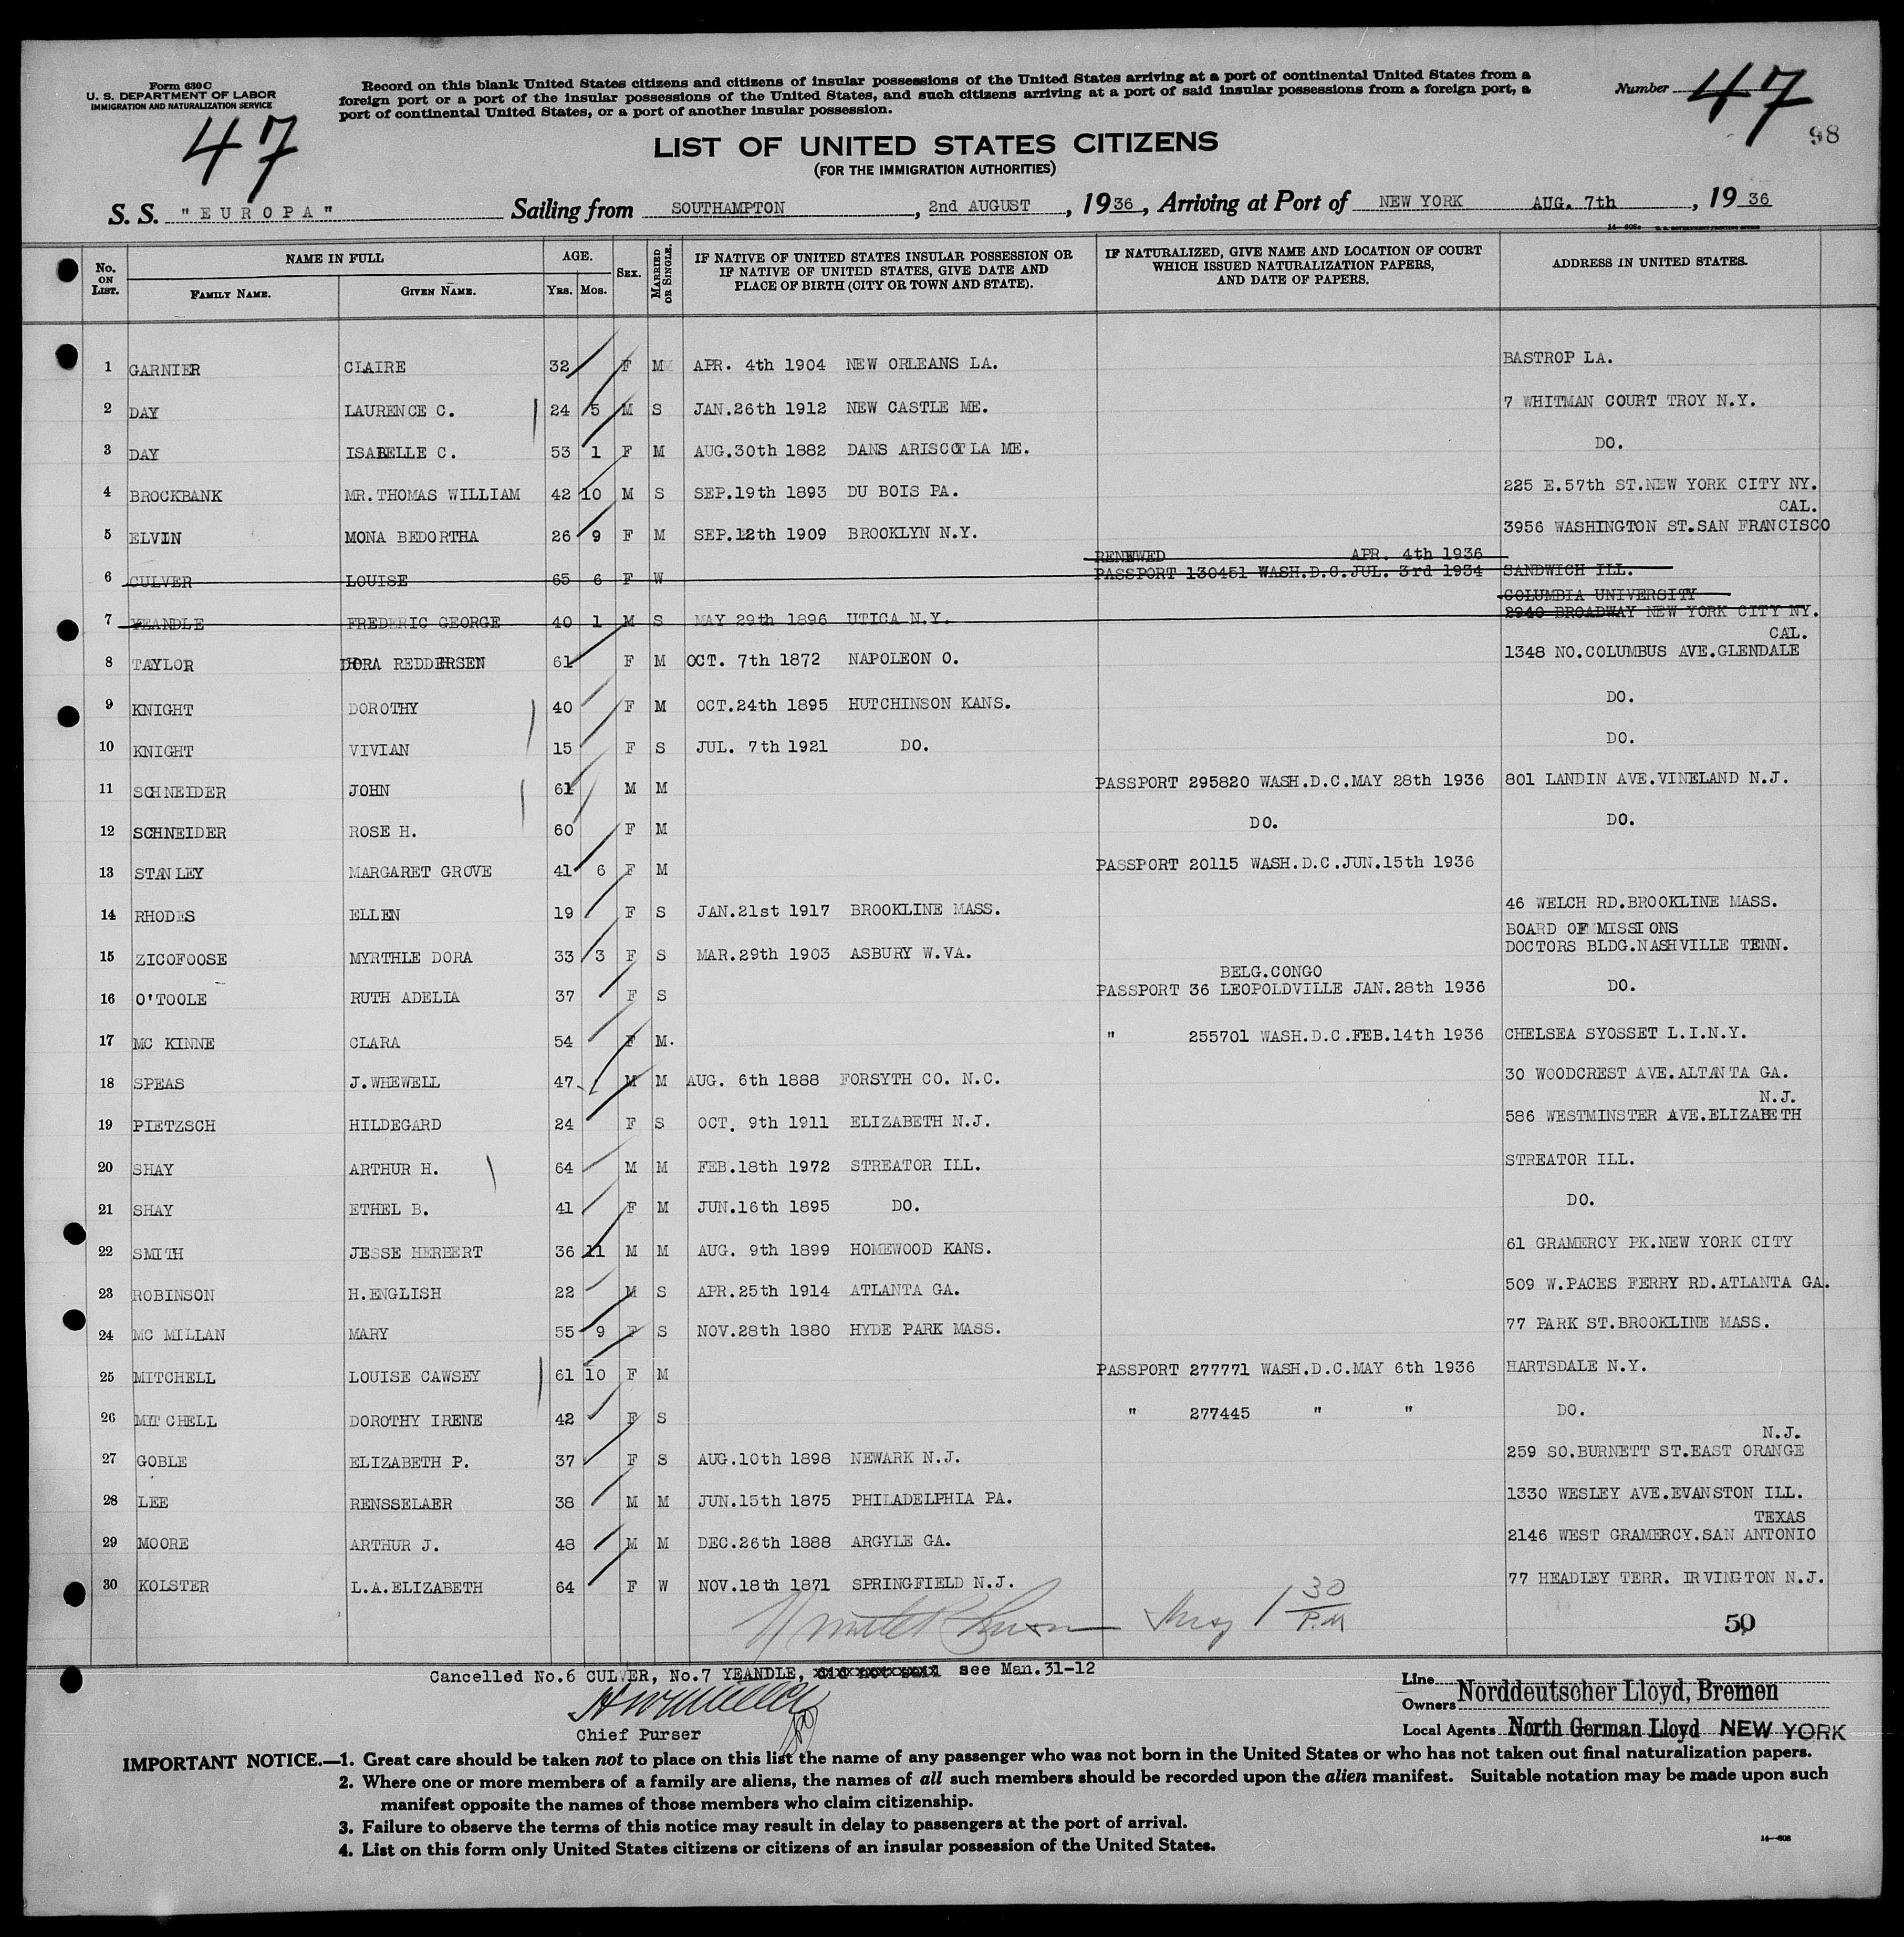 Form 630 C
U. S. DEPARTMENT OF LABOR
IMMIGRATION AND NATURALIZATION SERVICE
47
Record on this blank United States citizens and citizens of insular possessions of the United States arriving at a port of continental United States from a
foreign port or a port of the insular possessions of the United States, and such citizens arriving at a port of said insular possessions from a foreign port, a
port of continental United States, or a port of another insular possession.
Number 47
98
LIST OF UNITED STATES CITIZENS
(FOR THE IMMIGRATION AUTHORITIES)
S. S. "EUROPA" Sailing from SOUTHAMPTON, 2nd AUGUST, 1936, Arriving at Port of NEW YORK AUG. 7th, 1936
No. ON LIST. NAME IN FULL FAMILY NAME. GIVEN NAME. AGE. YRS. MOS. SEX. MARRIED OR SINGLE. IF NATIVE OF UNITED STATES INSULAR POSSESSION OR IF NATIVE OF UNITED STATES, GIVE DATE AND PLACE OF BIRTH (CITY OR TOWN AND STATE). IF NATURALIZED, GIVE NAME AND LOCATION OF COURT WHICH ISSUED NATURALIZATION PAPERS, AND DATE OF PAPERS. ADDRESS IN UNITED STATES.
1 GARNIER CLAIRE 32 F M APR. 4th 1904 NEW ORLEANS LA. BASTROP LA.
2 DAY LAURENCE C. 24 5 M S JAN.26th 1912 NEW CASTLE ME. 7 WHITMAN COURT TROY N.Y.
3 DAY ISABELLE C. 53 1 F M AUG.30th 1882 DANS ARISCOTLA ME. DO.
4 BROCKBANK MR.THOMAS WILLIAM 42 10 M S SEP.19th 1893 DU BOIS PA. 225 E.57th ST.NEW YORK CITY NY.
CAL.
5 ELVIN MONA BEDORTHA 26 9 F M SEP.12th 1909 BROOKLYN N.Y. 3956 WASHINGTON ST.SAN FRANCISCO
RENEWED APR. 4th 1936
6 CULVER LOUISE 65 6 F W PASSPORT 130451 WASH.D.C.JUL. 3rd 1934 SANDWICH ILL.
COLUMBIA UNIVERSITY
7 YEANDLE FREDERIC GEORGE 40 1 M S MAY 29th 1896 UTICA N.Y. 2940 BROADWAY NEW YORK CITY NY.
CAL.
8 TAYLOR DORA REDDERSEN 61 F M OCT. 7th 1872 NAPOLEON O. 1348 NO.COLUMBUS AVE.GLENDALE
9 KNIGHT DOROTHY 40 F M OCT.24th 1895 HUTCHINSON KANS. DO.
10 KNIGHT VIVIAN 15 F S JUL. 7th 1921 DO. DO.
11 SCHNEIDER JOHN 61 M M PASSPORT 295820 WASH.D.C.MAY 28th 1936 801 LANDIN AVE.VINELAND N.J.
12 SCHNEIDER ROSE H. 60 F M DO. DO.
13 STANLEY MARGARET GROVE 41 6 F M PASSPORT 20115 WASH.D.C.JUN.15th 1936
14 RHODES ELLEN 19 F S JAN.21st 1917 BROOKLINE MASS. 46 WELCH RD.BROOKLINE MASS.
BOARD OF MISSIONS
15 ZICOFOOSE MYRTHLE DORA 33 3 F S MAR.29th 1903 ASBURY W.VA. DOCTORS BLDG.NASHVILLE TENN.
BELG.CONGO
16 O'TOOLE RUTH ADELIA 37 F S PASSPORT 36 LEOPOLDVILLE JAN.28th 1936 DO.
17 MC KINNE CLARA 54 F M. " 255701 WASH.D.C.FEB.14th 1936 CHELSEA SYOSSET L.I.N.Y.
18 SPEAS J.WHEWELL 47 M M AUG. 6th 1888 FORSYTH CO. N.C. 30 WOODCREST AVE.ALTANTA GA.
N.J.
19 PIETZSCH HILDEGARD 24 F S OCT. 9th 1911 ELIZABETH N.J. 586 WESTMINSTER AVE.ELIZABETH
20 SHAY ARTHUR H. 64 M M FEB.18th 1972 STREATOR ILL. STREATOR ILL.
21 SHAY ETHEL B. 41 F M JUN.16th 1895 DO. DO.
22 SMITH JESSE HERBERT 36 11 M M AUG. 9th 1899 HOMEWOOD KANS. 61 GRAMERCY PK.NEW YORK CITY
23 ROBINSON H.ENGLISH 22 M S APR.25th 1914 ATLANTA GA. 509 W.PACES FERRY RD.ATLANTA GA.
24 MC MILLAN MARY 55 9 F S NOV.28th 1880 HYDE PARK MASS. 77 PARK ST.BROOKLINE MASS.
25 MITCHELL LOUISE CAWSEY 61 10 F M PASSPORT 277771 WASH.D.C.MAY 6th 1936 HARTSDALE N.Y.
26 MITCHELL DOROTHY IRENE 42 F S " 277445 " " DO.
N.J.
27 GOBLE ELIZABETH P. 37 F S AUG.10th 1898 NEWARK N.J. 259 SO.BURNETT ST.EAST ORANGE
28 LEE RENSSELAER 38 M M JUN.15th 1875 PHILADELPHIA PA. 1330 WESLEY AVE.EVANSTON ILL.
TEXAS
29 MOORE ARTHUR J. 48 M M DEC.26th 1888 ARGYLE GA. 2146 WEST GRAMERCY.SAN ANTONIO
30 KOLSTER L.A.ELIZABETH 64 F W NOV.18th 1871 SPRINGFIELD N.J. 77 HEADLEY TERR. IRVINGTON N.J.
1 30 P.M
50
Cancelled No.6 CULVER, No.7 YEANDLE, see Man.31-12
Chief Purser
Line
Owners Norddeutscher Lloyd, Bremen
Local Agents North German Lloyd NEW YORK
IMPORTANT NOTICE.—1. Great care should be taken not to place on this list the name of any passenger who was not born in the United States or who has not taken out final naturalization papers.
2. Where one or more members of a family are aliens, the names of all such members should be recorded upon the alien manifest. Suitable notation may be made upon such
manifest opposite the names of those members who claim citizenship.
3. Failure to observe the terms of this notice may result in delay to passengers at the port of arrival.
4. List on this form only United States citizens or citizens of an insular possession of the United States.